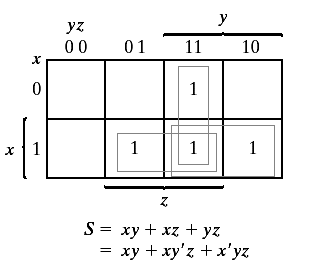 yz
y
x 00 01 11 10
0 1
x 1 1 1 1
z
S = xy + xz + yz
= xy + xy'z + x'yz